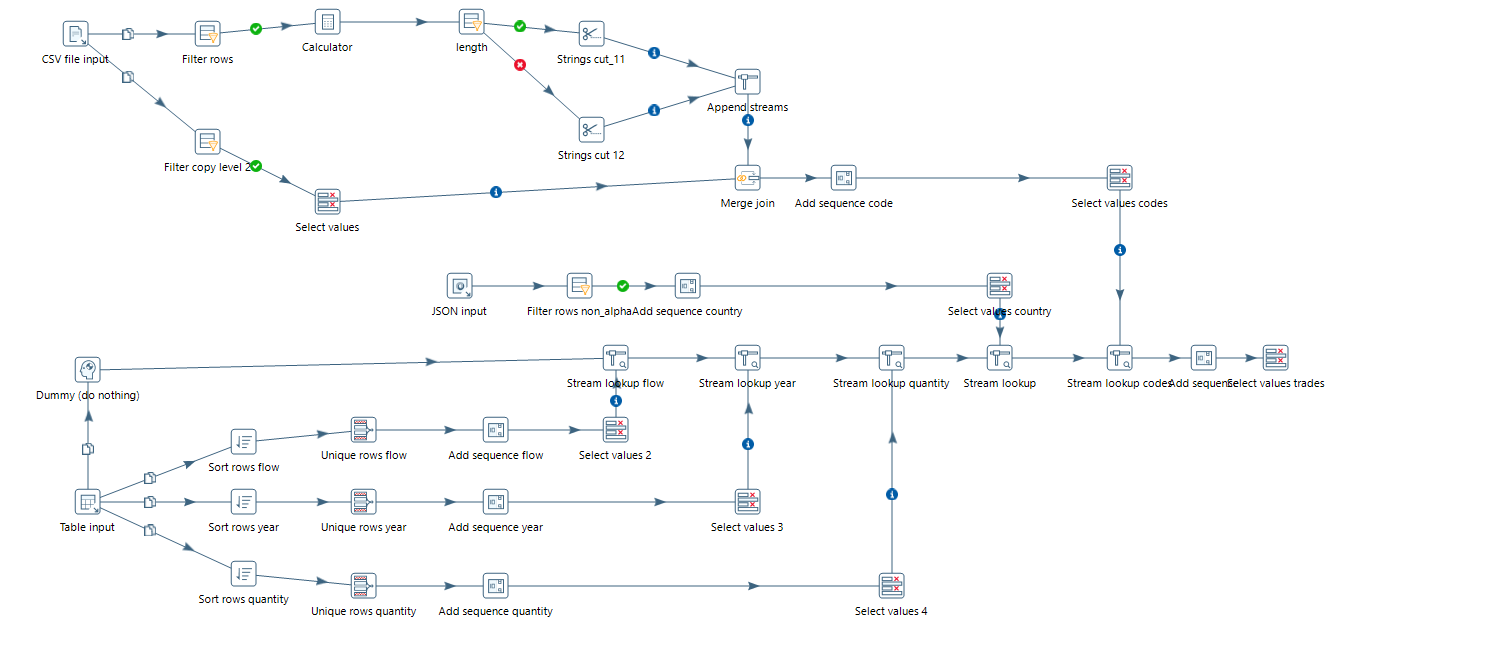 CSV file input
Filter rows
Calculator
length
Strings cut_11
Append streams
Strings cut 12
Filter copy level 2
Select values
Merge join
Add sequence code
Select values codes
JSON input
Filter rows non_alpha
Add sequence country
Select values country
Dummy (do nothing)
Stream lookup flow
Stream lookup year
Stream lookup quantity
Stream lookup
Stream lookup codes
Add sequence
Select values trades
Sort rows flow
Unique rows flow
Add sequence flow
Select values 2
Table input
Sort rows year
Unique rows year
Add sequence year
Select values 3
Sort rows quantity
Unique rows quantity
Add sequence quantity
Select values 4